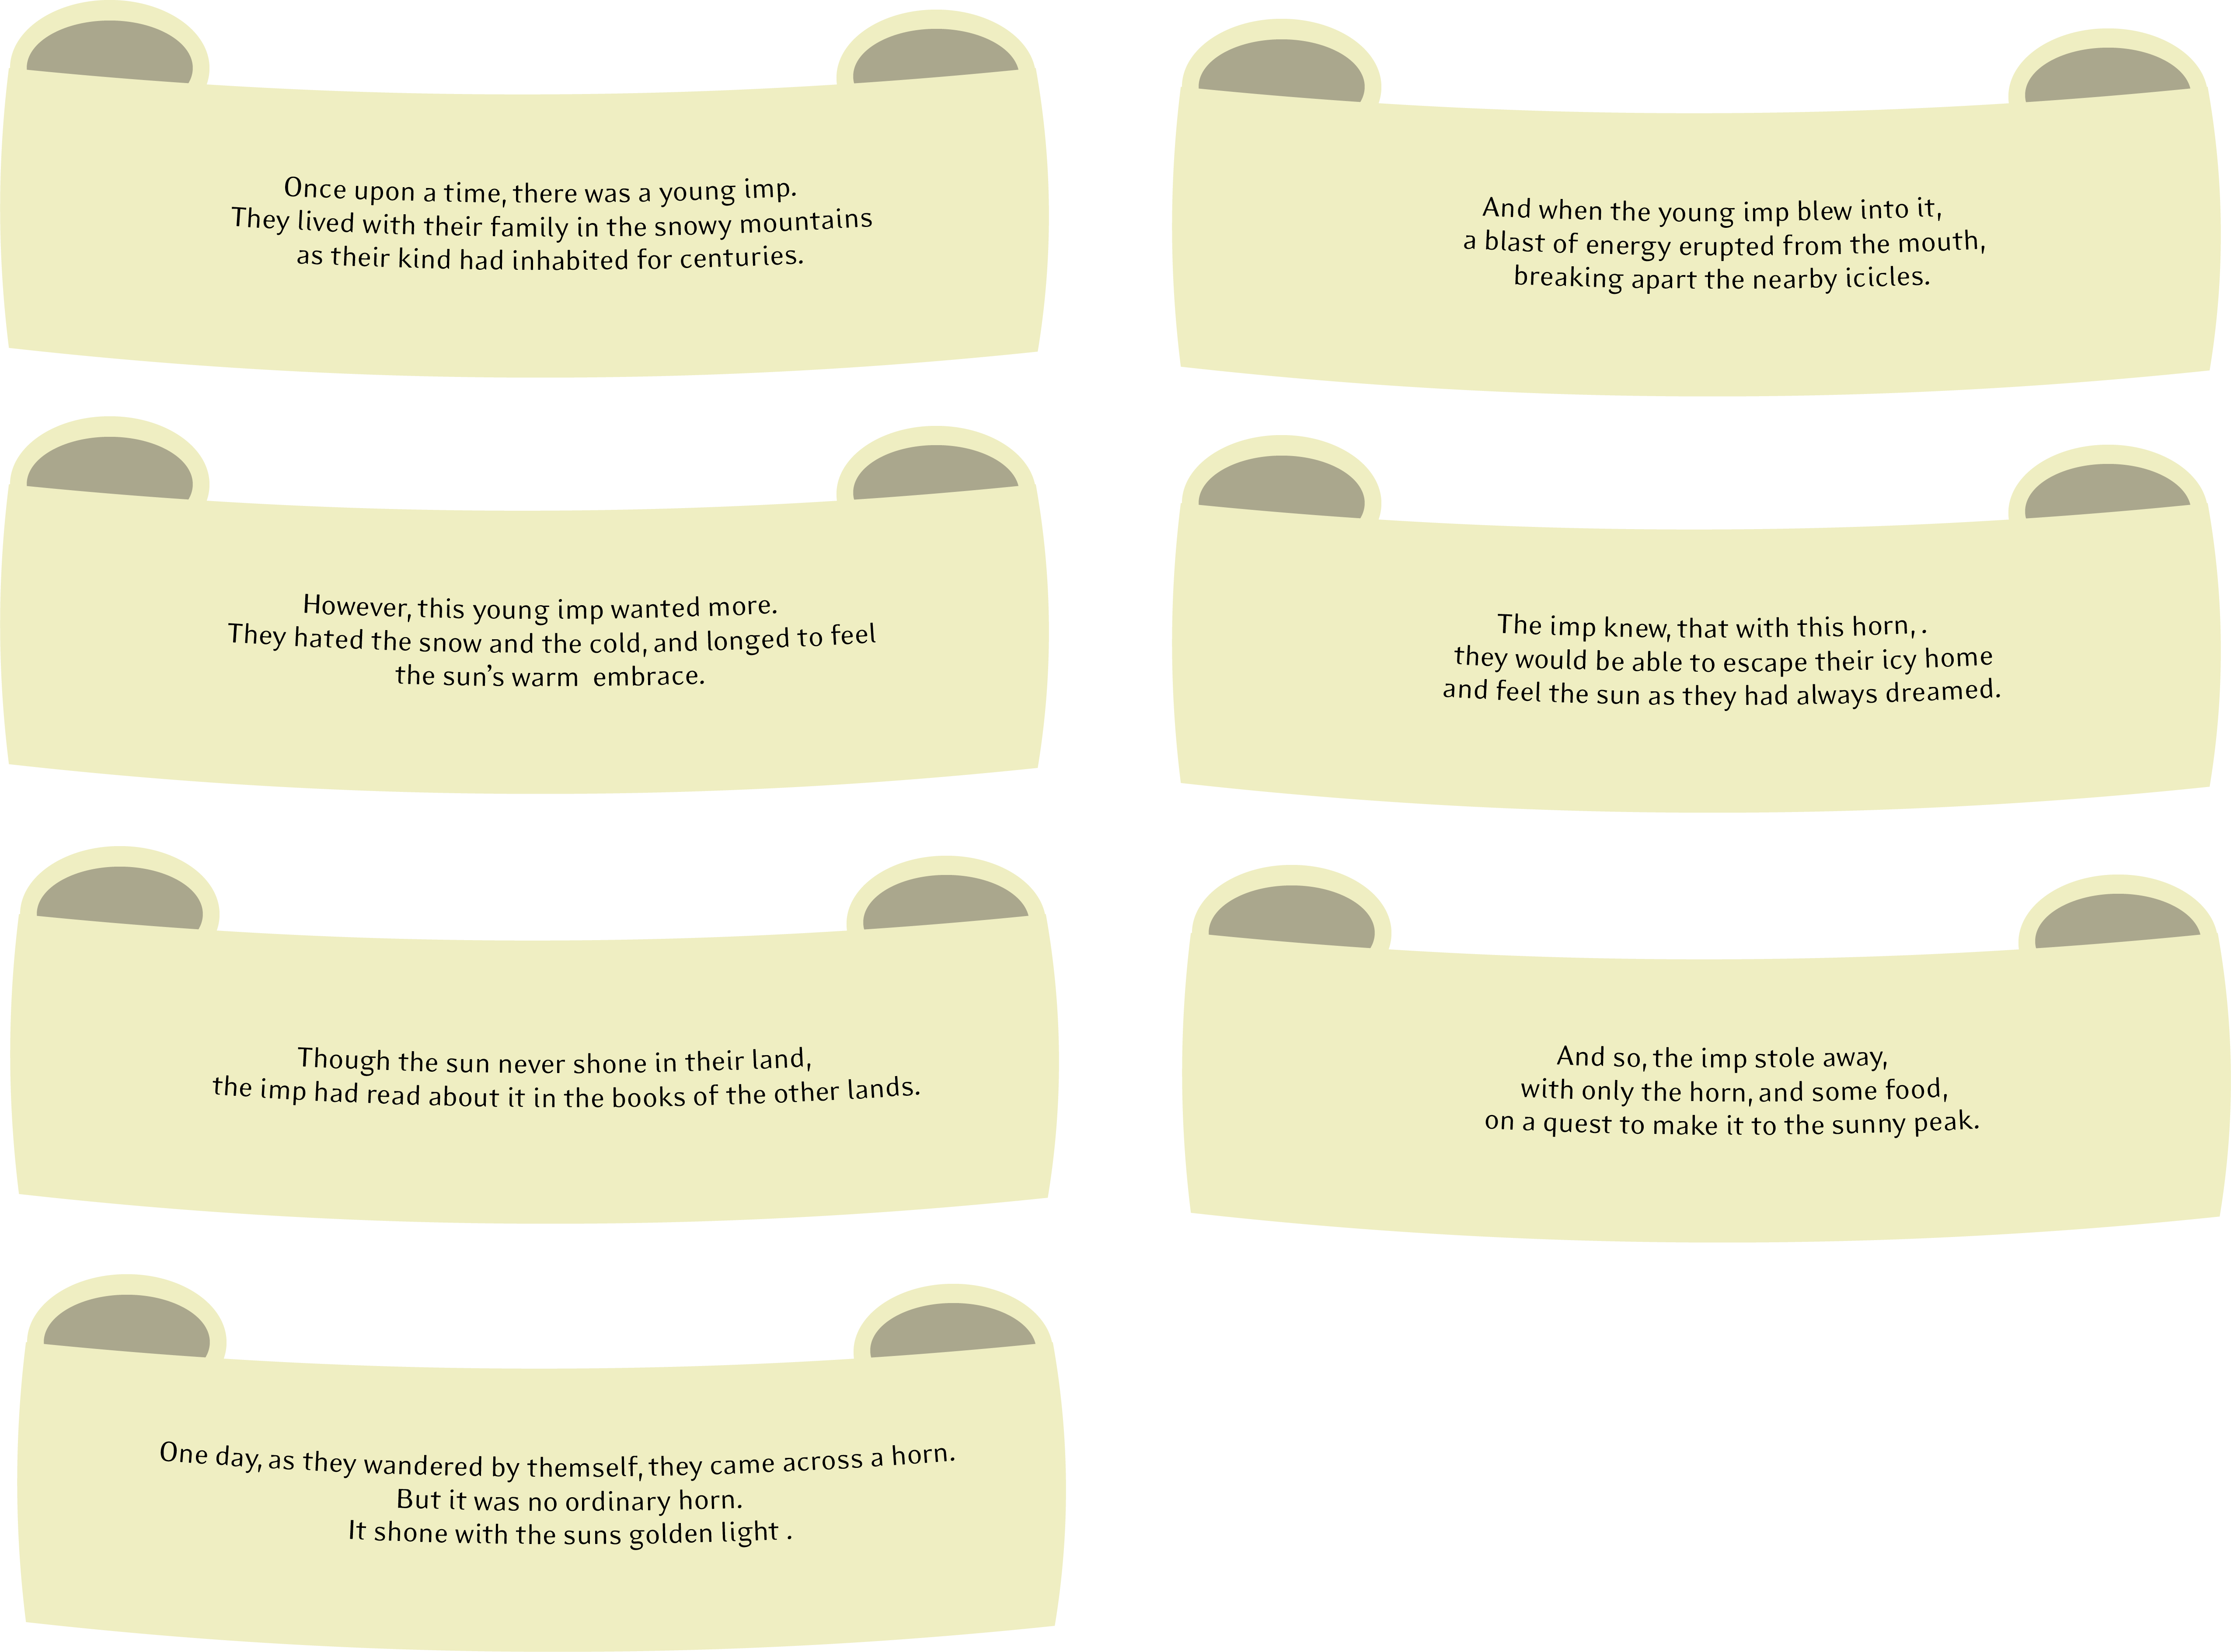 Once upon a time, there was a young imp.
They lived with their family in the snowy mountains
as their kind had inhabited for centuries.
However, this young imp wanted more.
They hated the snow and the cold, and longed to feel
the sun’s warm  embrace.
Though the sun never shone in their land,
the imp had read about it in the books of the other lands.
One day, as they wandered by themself, they came across a horn.
But it was no ordinary horn.
It shone with the suns golden light .
And when the young imp blew into it,
a blast of energy erupted from the mouth,
breaking apart the nearby icicles.
The imp knew, that with this horn, .
they would be able to escape their icy home
and feel the sun as they had always dreamed.
And so, the imp stole away,
with only the horn, and some food,
on a quest to make it to the sunny peak.